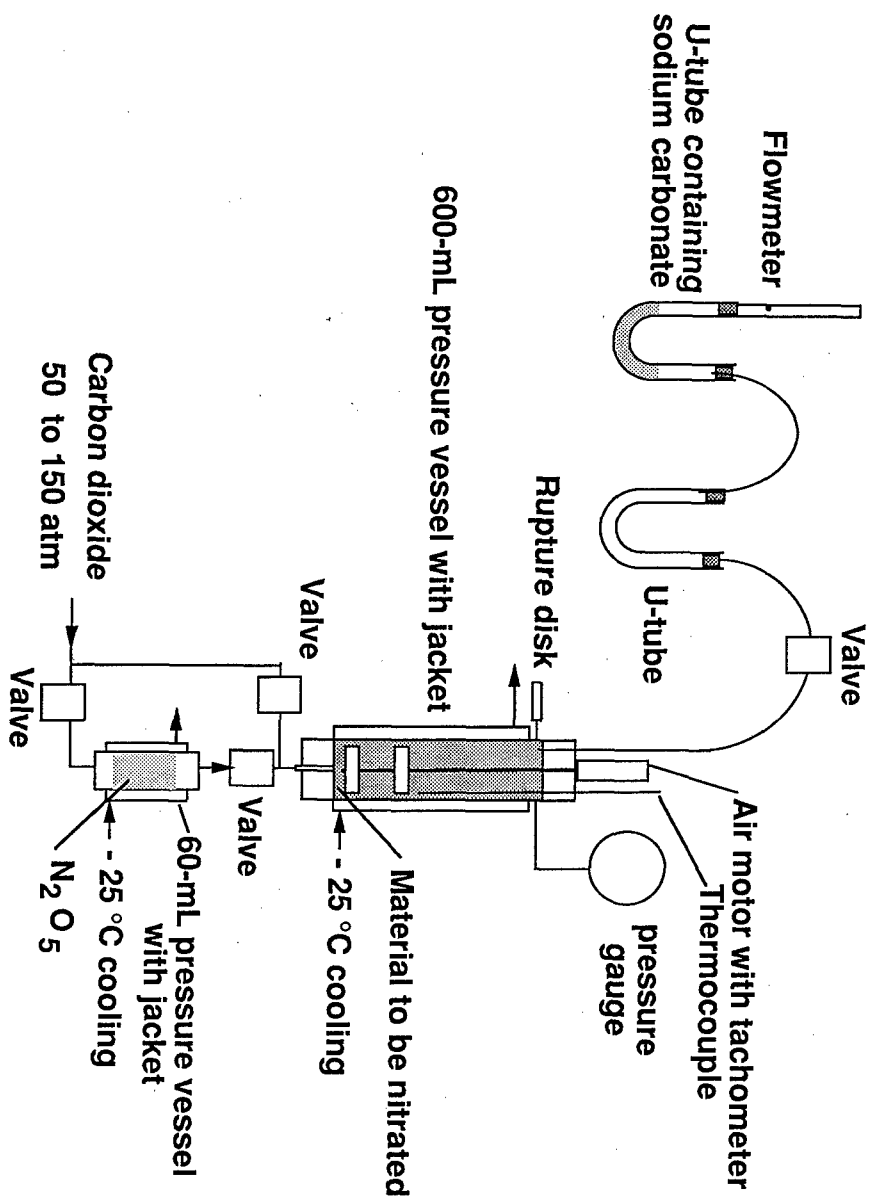 Flowmeter
U-tube containing
sodium carbonate
U-tube
Valve
Rupture disk
600-mL pressure vessel with jacket
Air motor with tachometer
Thermocouple
pressure
gauge
Material to be nitrated
- 25 °C cooling
Valve
Carbon dioxide
50 to 150 atm
Valve
Valve
60-mL pressure vessel
with jacket
- 25 °C cooling
N2O5